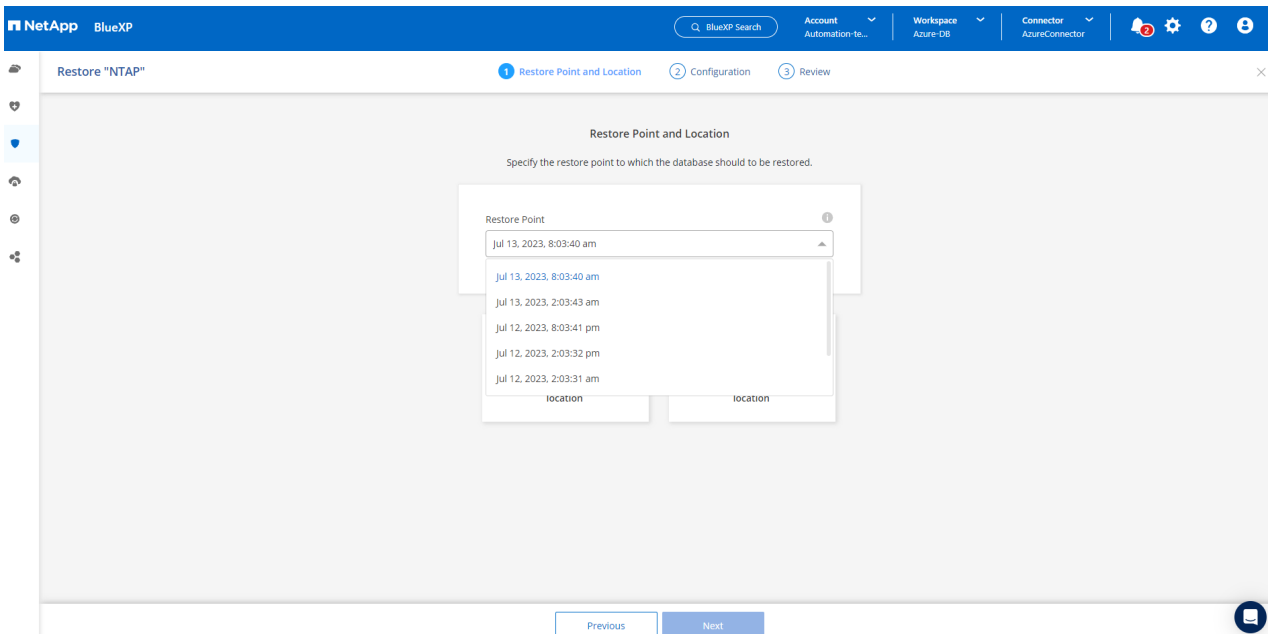 NetApp BlueXP
BlueXP Search
Account
Automation-te...
Workspace
Azure-DB
Connector
AzureConnector
2
?
Restore "NTAP"
1 Restore Point and Location
2 Configuration
3 Review
Restore Point and Location
Specify the restore point to which the database should to be restored.
Restore Point
Jul 13, 2023, 8:03:40 am
Jul 13, 2023, 8:03:40 am
Jul 13, 2023, 2:03:43 am
Jul 12, 2023, 8:03:41 pm
Jul 12, 2023, 2:03:32 pm
Jul 12, 2023, 2:03:31 am
location
location
Previous
Next